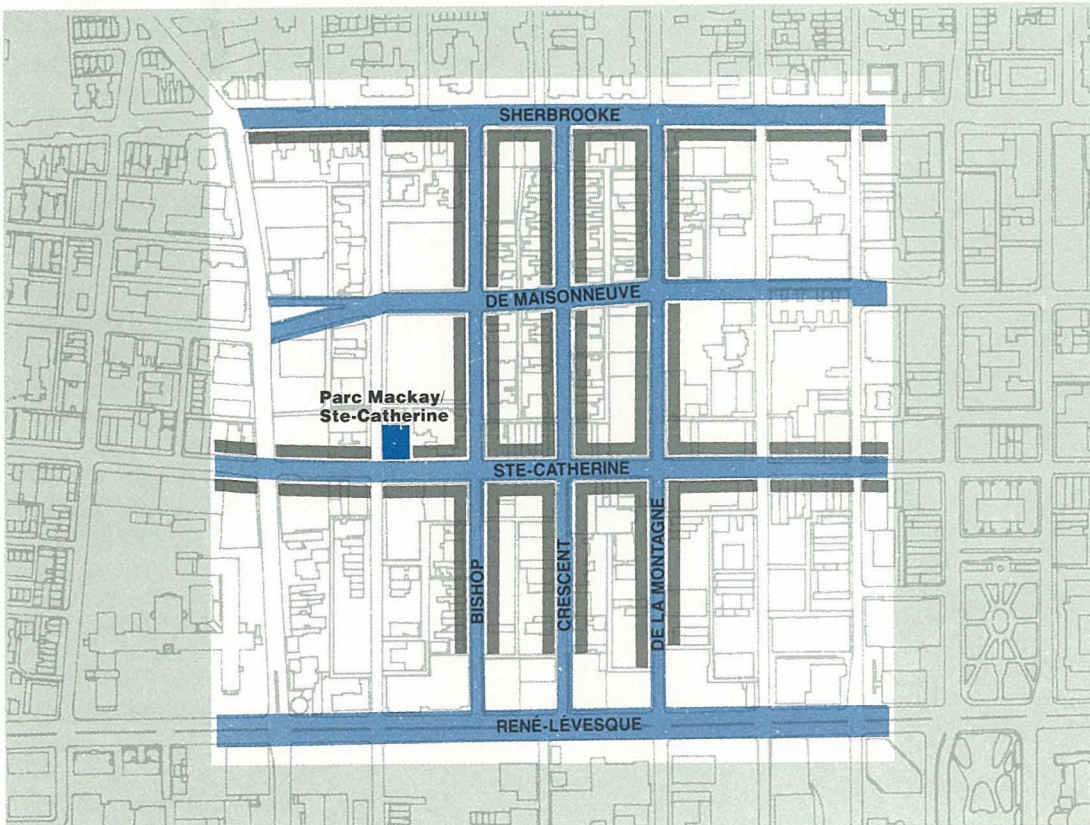 SHERBROOKE
DE MAISONNEUVE
Parc Mackay/
Ste-Catherine
STE-CATHERINE
BISHOP
CRESCENT
DE LA MONTAGNE
RENÉ-LÉVESQUE